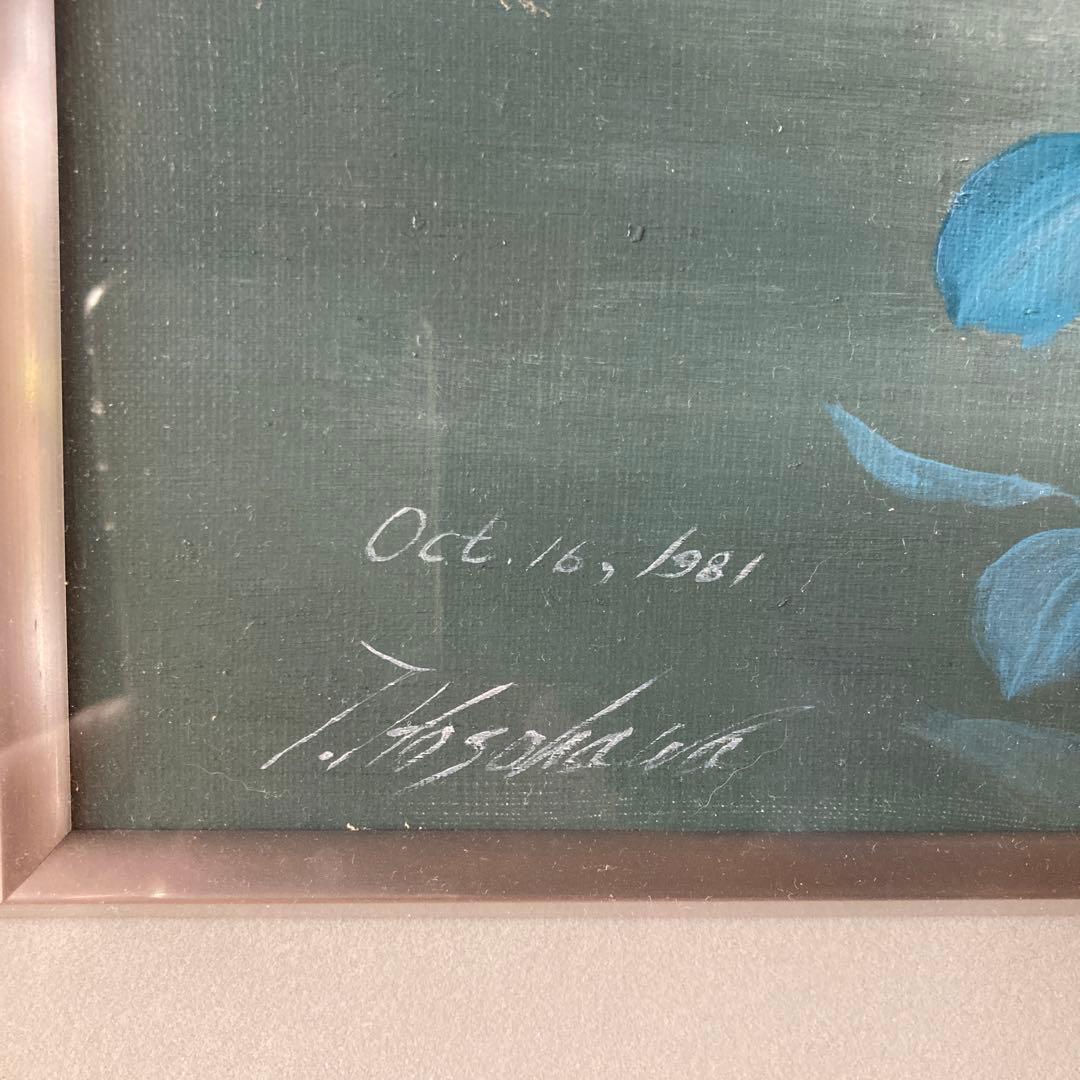 Oct. 16, 1981
T. Hosokawa